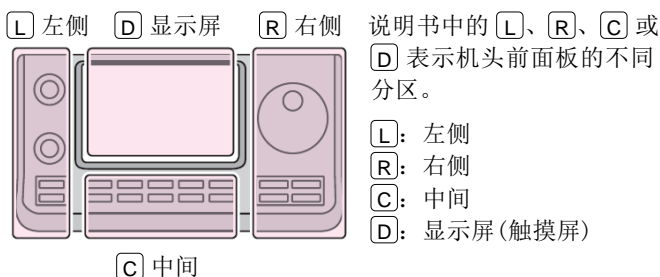 L 左侧 D 显示屏 R 右侧
C 中间
说明书中的 L、R、C 或
D 表示机头前面板的不同
分区。
L：左侧
R：右侧
C：中间
D：显示屏(触摸屏)